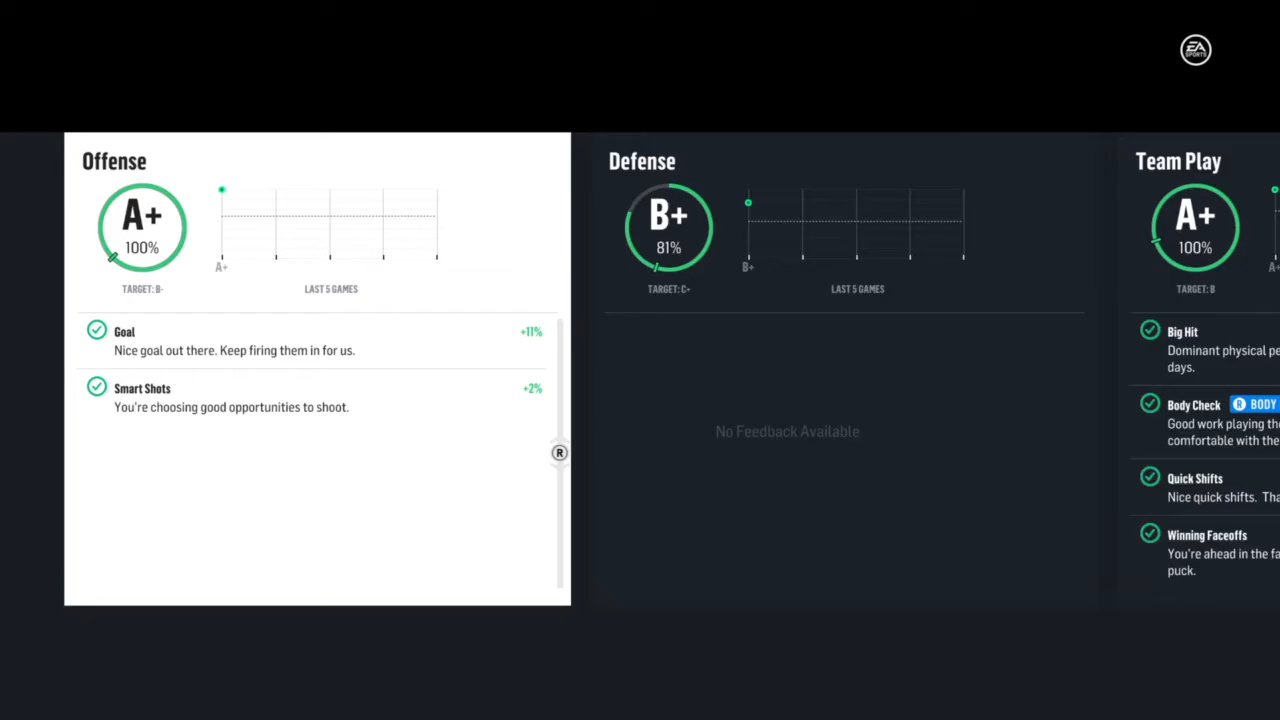 EA
SPORTS
Offense
A+
100%
TARGET: B-
A+
LAST 5 GAMES
Goal
+11%
Nice goal out there. Keep firing them in for us.
Smart Shots
+2%
You're choosing good opportunities to shoot.
R
Defense
B+
81%
TARGET: C+
B+
LAST 5 GAMES
No Feedback Available
Team Play
A+
100%
TARGET: B
Big Hit
Dominant physical pe
days.
Body Check R BODY
Good work playing the
comfortable with the
Quick Shifts
Nice quick shifts. Tha
Winning Faceoffs
You're ahead in the fa
puck.